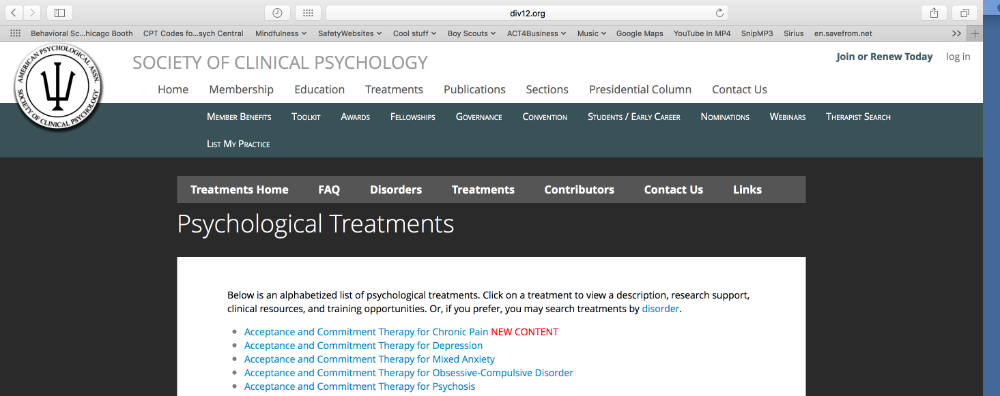 div12.org
Behavioral Sc...hicago Booth CPT Codes fo...sych Central Mindfulness SafetyWebsites Cool stuff Boy Scouts ACT4Business Music Google Maps YouTube In MP4 SnipMP3 Sirius en.savefrom.net
AMERICAN PSYCHOLOGICAL ASSN.
SOCIETY OF CLINICAL PSYCHOLOGY
SOCIETY OF CLINICAL PSYCHOLOGY
Join or Renew Today log in
Home Membership Education Treatments Publications Sections Presidential Column Contact Us
Member Benefits Toolkit Awards Fellowships Governance Convention Students / Early Career Nominations Webinars Therapist Search
List My Practice
Treatments Home FAQ Disorders Treatments Contributors Contact Us Links
Psychological Treatments
Below is an alphabetized list of psychological treatments. Click on a treatment to view a description, research support,
clinical resources, and training opportunities. Or, if you prefer, you may search treatments by disorder.
Acceptance and Commitment Therapy for Chronic Pain NEW CONTENT
Acceptance and Commitment Therapy for Depression
Acceptance and Commitment Therapy for Mixed Anxiety
Acceptance and Commitment Therapy for Obsessive-Compulsive Disorder
Acceptance and Commitment Therapy for Psychosis